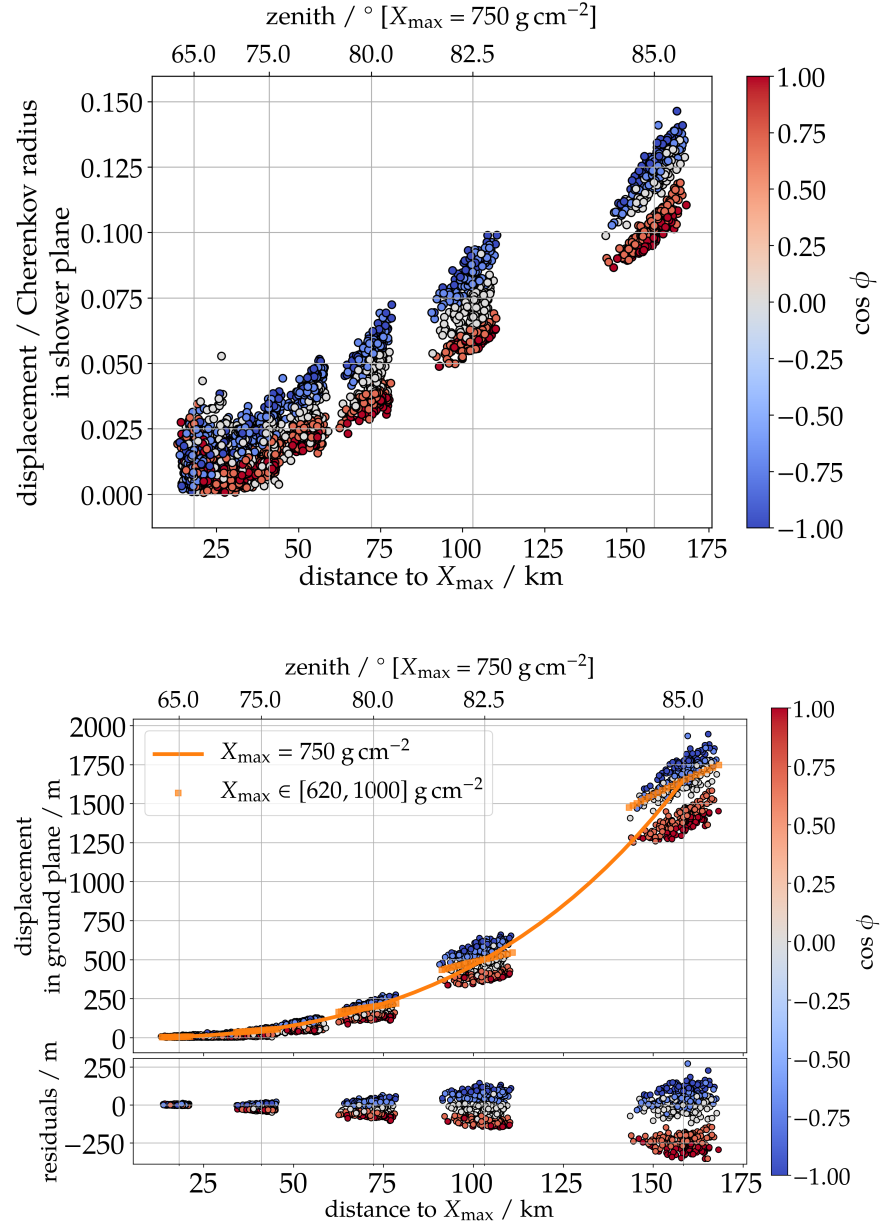 zenith / ° [X_max = 750 g cm⁻²]
65.0 75.0 80.0 82.5 85.0
displacement / Cherenkov radius
in shower plane
0.150
0.125
0.100
0.075
0.050
0.025
0.000
25 50 75 100 125 150 175
distance to X_max / km
1.00
0.75
0.50
0.25
0.00
−0.25
−0.50
−0.75
−1.00
cos ϕ
zenith / ° [X_max = 750 g cm⁻²]
65.0 75.0 80.0 82.5 85.0
displacement
in ground plane / m
2000
1750
1500
1250
1000
750
500
250
0
X_max = 750 g cm⁻²
X_max ∈ [620, 1000] g cm⁻²
residuals / m
250
0
−250
25 50 75 100 125 150 175
distance to X_max / km
1.00
0.75
0.50
0.25
0.00
−0.25
−0.50
−0.75
−1.00
cos ϕ